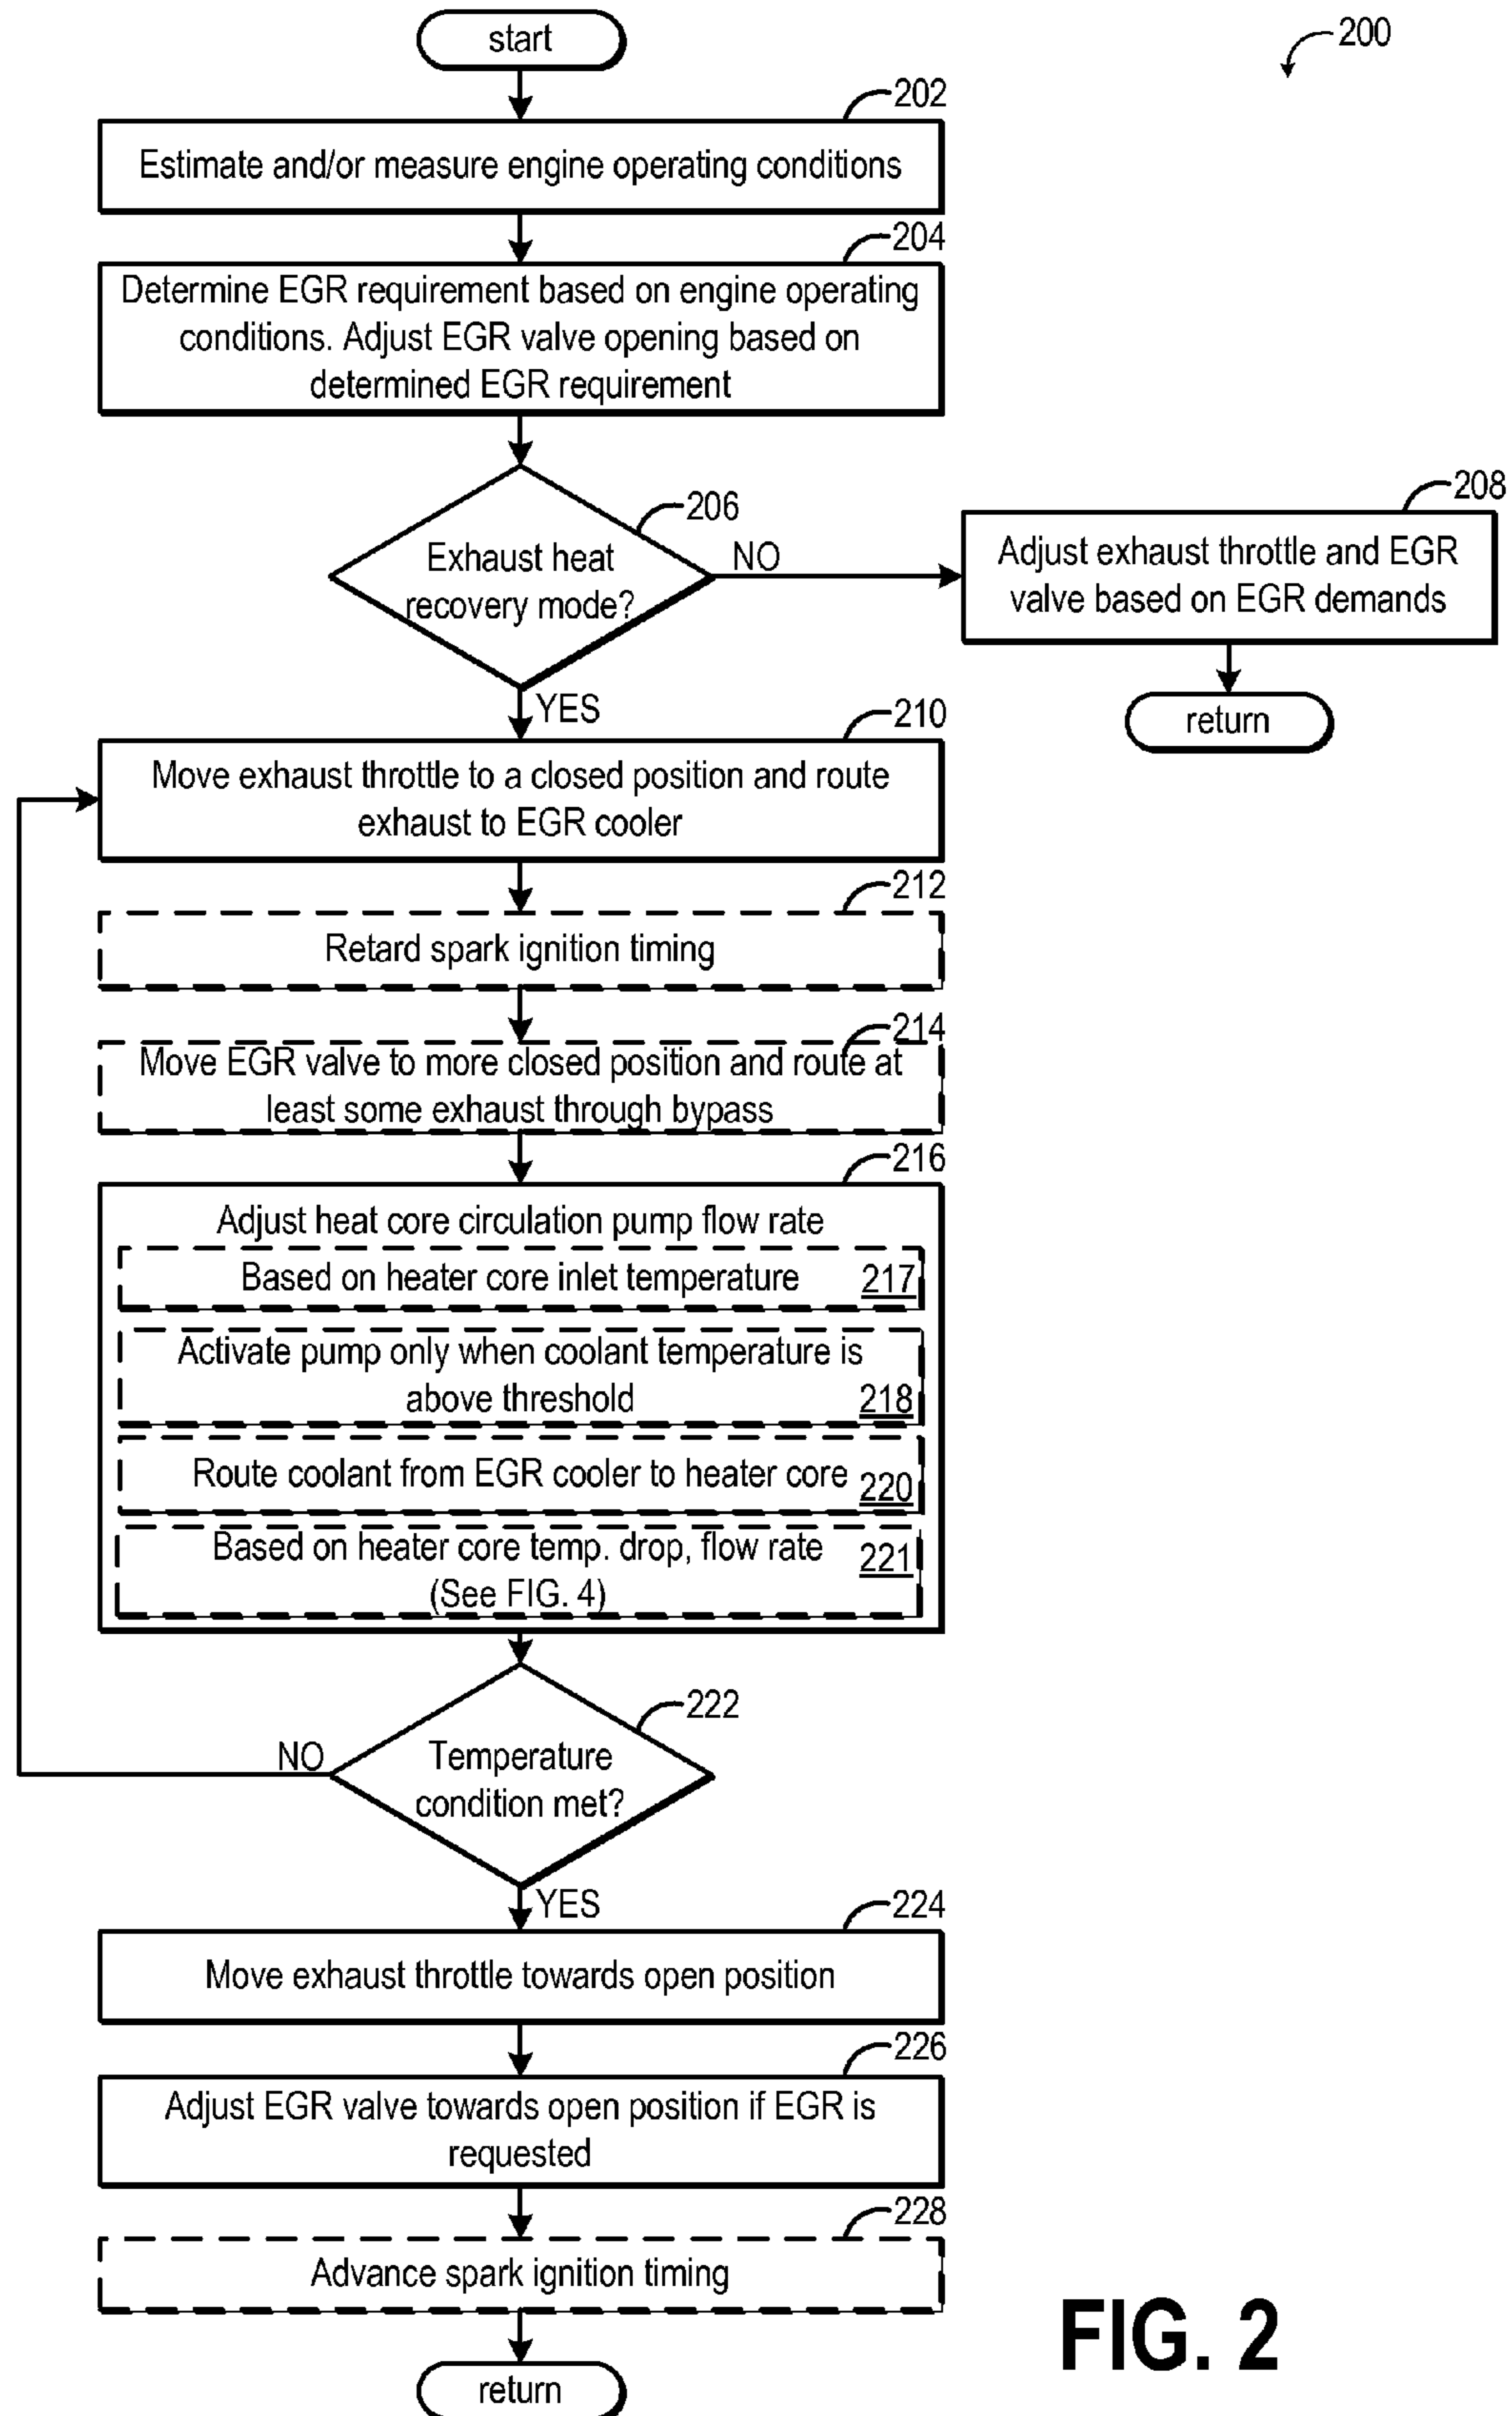 start
200
202
Estimate and/or measure engine operating conditions
204
Determine EGR requirement based on engine operating
conditions. Adjust EGR valve opening based on
determined EGR requirement
206
Exhaust heat
recovery mode?
NO
208
Adjust exhaust throttle and EGR
valve based on EGR demands
return
YES
210
Move exhaust throttle to a closed position and route
exhaust to EGR cooler
212
Retard spark ignition timing
214
Move EGR valve to more closed position and route at
least some exhaust through bypass
216
Adjust heat core circulation pump flow rate
Based on heater core inlet temperature 217
Activate pump only when coolant temperature is
above threshold 218
Route coolant from EGR cooler to heater core 220
Based on heater core temp. drop, flow rate 221
(See FIG. 4)
222
Temperature
condition met?
NO
YES
224
Move exhaust throttle towards open position
226
Adjust EGR valve towards open position if EGR is
requested
228
Advance spark ignition timing
return
FIG. 2